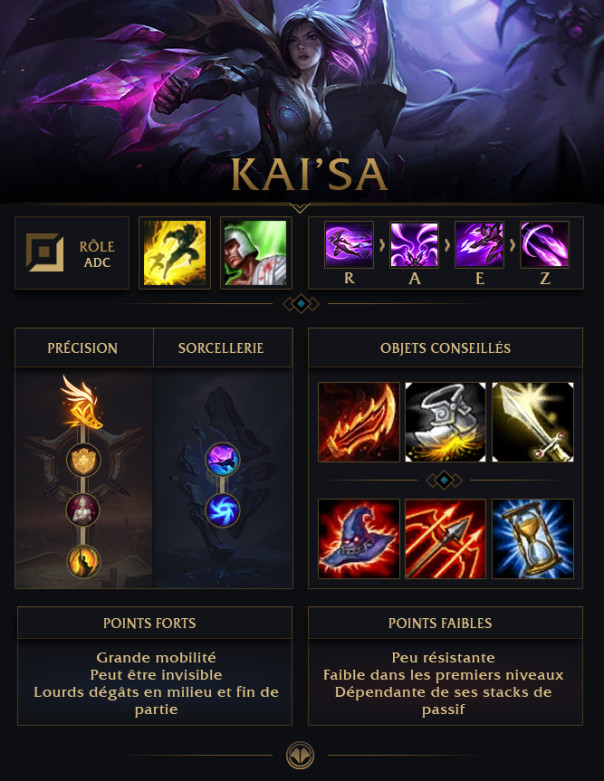 KAI'SA
RÔLE
ADC
R A E Z
PRÉCISION
SORCELLERIE
OBJETS CONSEILLÉS
POINTS FORTS
Grande mobilité
Peut être invisible
Lourds dégâts en milieu et fin de
partie
POINTS FAIBLES
Peu résistante
Faible dans les premiers niveaux
Dépendante de ses stacks de
passif